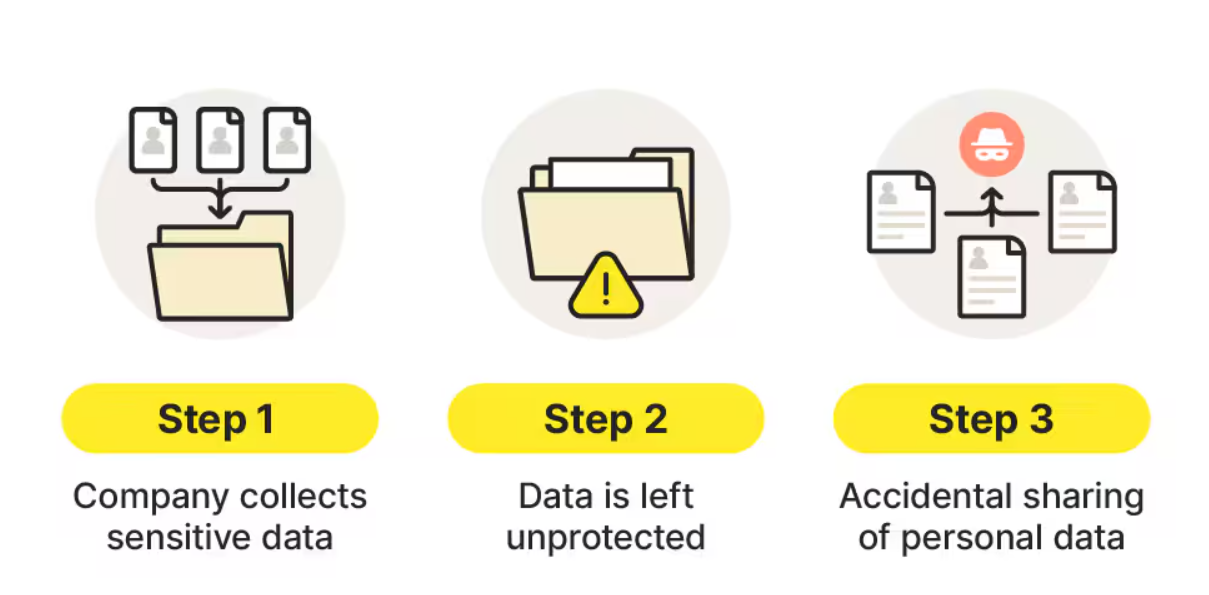 Step 1
Company collects
sensitive data
Step 2
Data is left
unprotected
Step 3
Accidental sharing
of personal data